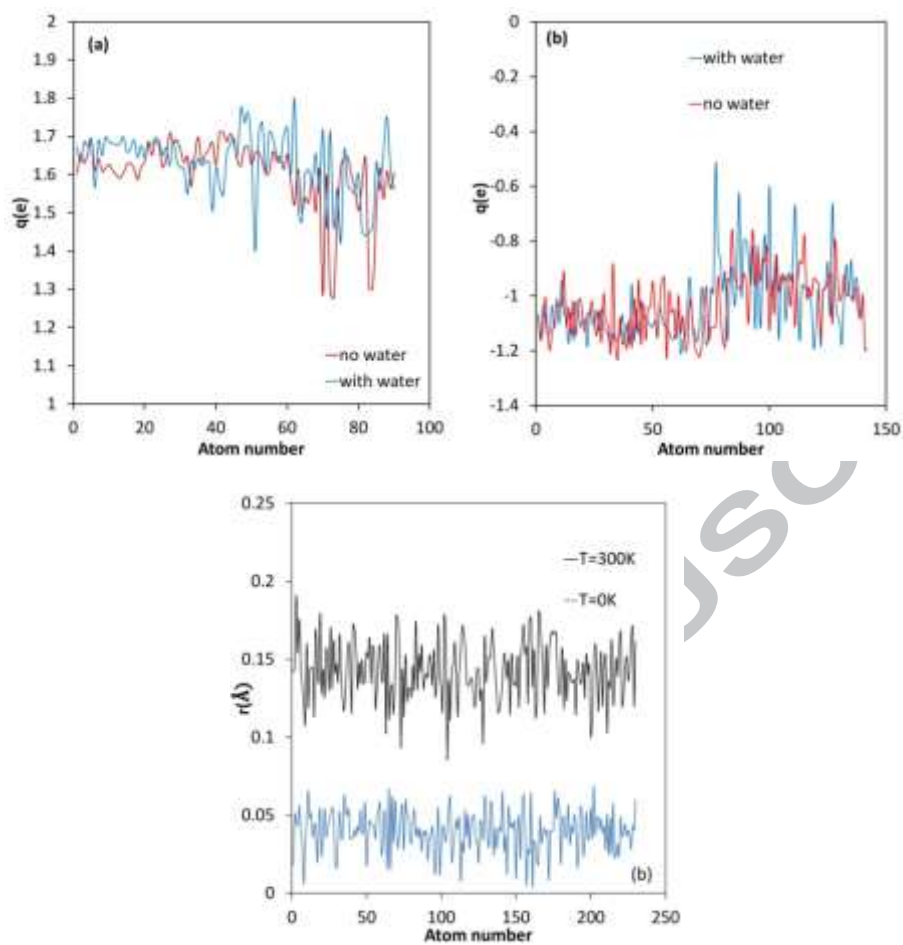 (a)
2
1.9
1.8
1.7
1.6
1.5
1.4
1.3
1.2
1.1
1
q(e)
no water
with water
0 20 40 60 80 100
Atom number
(b)
0
-0.2
-0.4
-0.6
-0.8
-1
-1.2
-1.4
q(e)
with water
no water
0 50 100 150
Atom number
0.25
0.2
0.15
0.1
0.05
0
r(Å)
T=300K
T=0K
(b)
0 50 100 150 200 250
Atom number